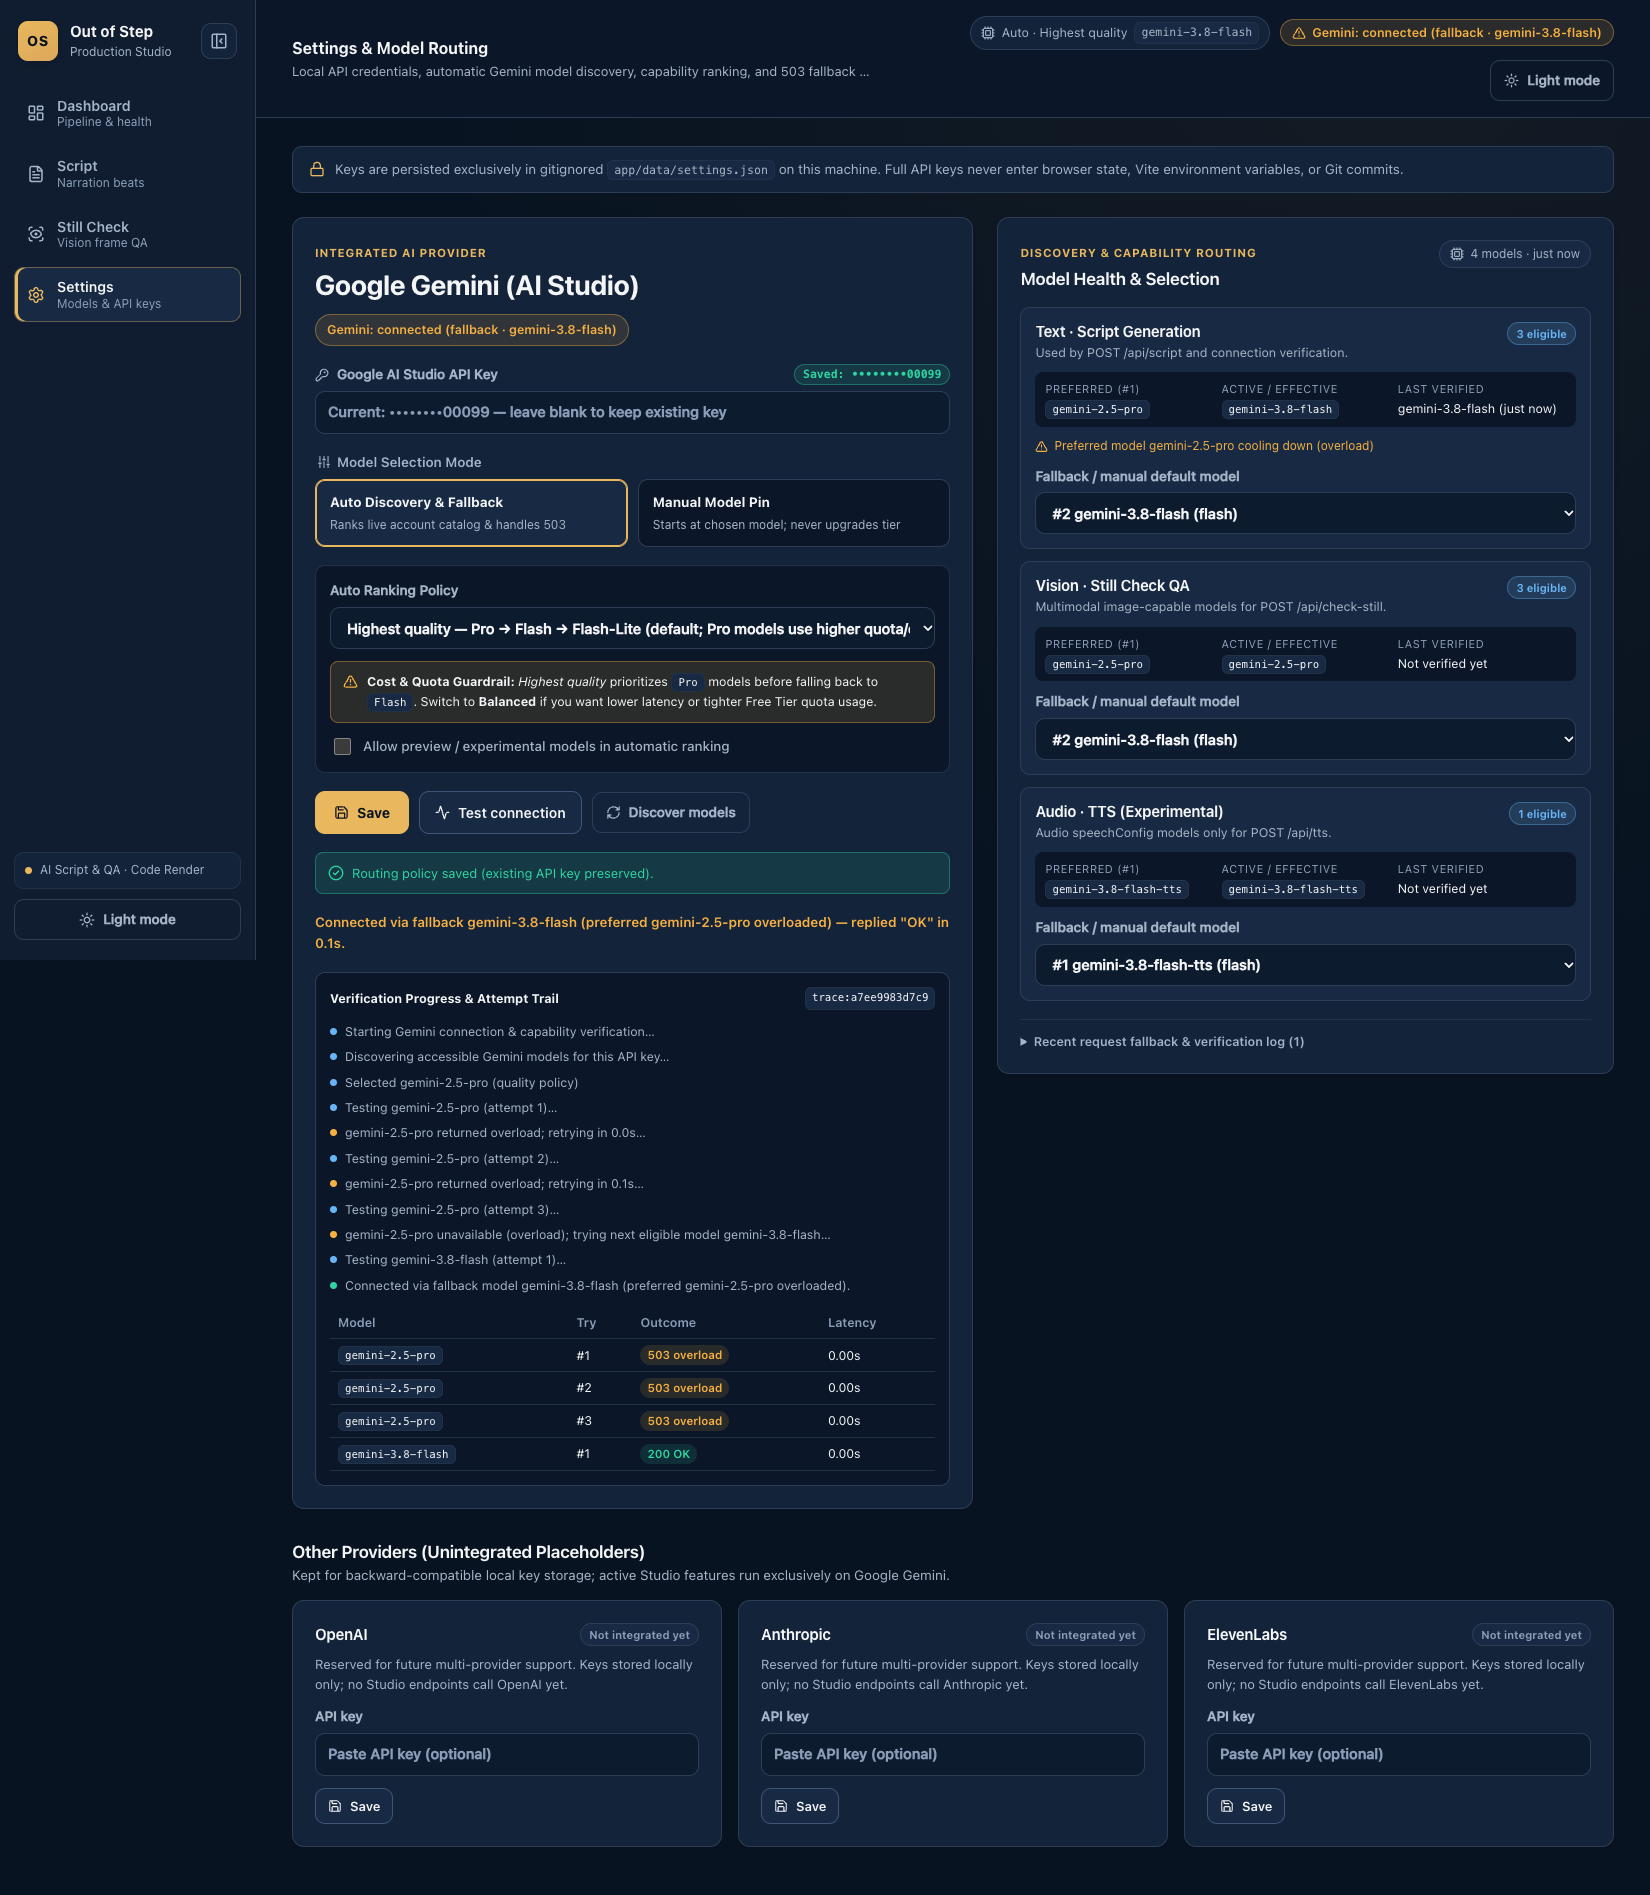 OS
Out of Step
Production Studio
Dashboard
Pipeline & health
Script
Narration beats
Still Check
Vision frame QA
Settings
Models & API keys
AI Script & QA · Code Render
Light mode
Settings & Model Routing
Local API credentials, automatic Gemini model discovery, capability ranking, and 503 fallback ...
Auto · Highest quality gemini-3.8-flash
Gemini: connected (fallback · gemini-3.8-flash)
Light mode
Keys are persisted exclusively in gitignored app/data/settings.json on this machine. Full API keys never enter browser state, Vite environment variables, or Git commits.
INTEGRATED AI PROVIDER
Google Gemini (AI Studio)
Gemini: connected (fallback · gemini-3.8-flash)
Google AI Studio API Key
Saved: ••••••••00099
Current: ••••••••00099 — leave blank to keep existing key
Model Selection Mode
Auto Discovery & Fallback
Ranks live account catalog & handles 503
Manual Model Pin
Starts at chosen model; never upgrades tier
Auto Ranking Policy
Highest quality — Pro → Flash → Flash-Lite (default; Pro models use higher quota/
Cost & Quota Guardrail: Highest quality prioritizes Pro models before falling back to
Flash . Switch to Balanced if you want lower latency or tighter Free Tier quota usage.
Allow preview / experimental models in automatic ranking
Save
Test connection
Discover models
Routing policy saved (existing API key preserved).
Connected via fallback gemini-3.8-flash (preferred gemini-2.5-pro overloaded) — replied "OK" in
0.1s.
Verification Progress & Attempt Trail
trace:a7ee9983d7c9
Starting Gemini connection & capability verification...
Discovering accessible Gemini models for this API key...
Selected gemini-2.5-pro (quality policy)
Testing gemini-2.5-pro (attempt 1)...
gemini-2.5-pro returned overload; retrying in 0.0s...
Testing gemini-2.5-pro (attempt 2)...
gemini-2.5-pro returned overload; retrying in 0.1s...
Testing gemini-2.5-pro (attempt 3)...
gemini-2.5-pro unavailable (overload); trying next eligible model gemini-3.8-flash...
Testing gemini-3.8-flash (attempt 1)...
Connected via fallback model gemini-3.8-flash (preferred gemini-2.5-pro overloaded).
Model Try Outcome Latency
gemini-2.5-pro #1 503 overload 0.00s
gemini-2.5-pro #2 503 overload 0.00s
gemini-2.5-pro #3 503 overload 0.00s
gemini-3.8-flash #1 200 OK 0.00s
DISCOVERY & CAPABILITY ROUTING
Model Health & Selection
4 models · just now
Text · Script Generation
3 eligible
Used by POST /api/script and connection verification.
PREFERRED (#1) ACTIVE / EFFECTIVE LAST VERIFIED
gemini-2.5-pro gemini-3.8-flash gemini-3.8-flash (just now)
Preferred model gemini-2.5-pro cooling down (overload)
Fallback / manual default model
#2 gemini-3.8-flash (flash)
Vision · Still Check QA
3 eligible
Multimodal image-capable models for POST /api/check-still.
PREFERRED (#1) ACTIVE / EFFECTIVE LAST VERIFIED
gemini-2.5-pro gemini-2.5-pro Not verified yet
Fallback / manual default model
#2 gemini-3.8-flash (flash)
Audio · TTS (Experimental)
1 eligible
Audio speechConfig models only for POST /api/tts.
PREFERRED (#1) ACTIVE / EFFECTIVE LAST VERIFIED
gemini-3.8-flash-tts gemini-3.8-flash-tts Not verified yet
Fallback / manual default model
#1 gemini-3.8-flash-tts (flash)
Recent request fallback & verification log (1)
Other Providers (Unintegrated Placeholders)
Kept for backward-compatible local key storage; active Studio features run exclusively on Google Gemini.
OpenAI
Not integrated yet
Reserved for future multi-provider support. Keys stored locally
only; no Studio endpoints call OpenAI yet.
API key
Paste API key (optional)
Save
Anthropic
Not integrated yet
Reserved for future multi-provider support. Keys stored locally
only; no Studio endpoints call Anthropic yet.
API key
Paste API key (optional)
Save
ElevenLabs
Not integrated yet
Reserved for future multi-provider support. Keys stored locally
only; no Studio endpoints call ElevenLabs yet.
API key
Paste API key (optional)
Save